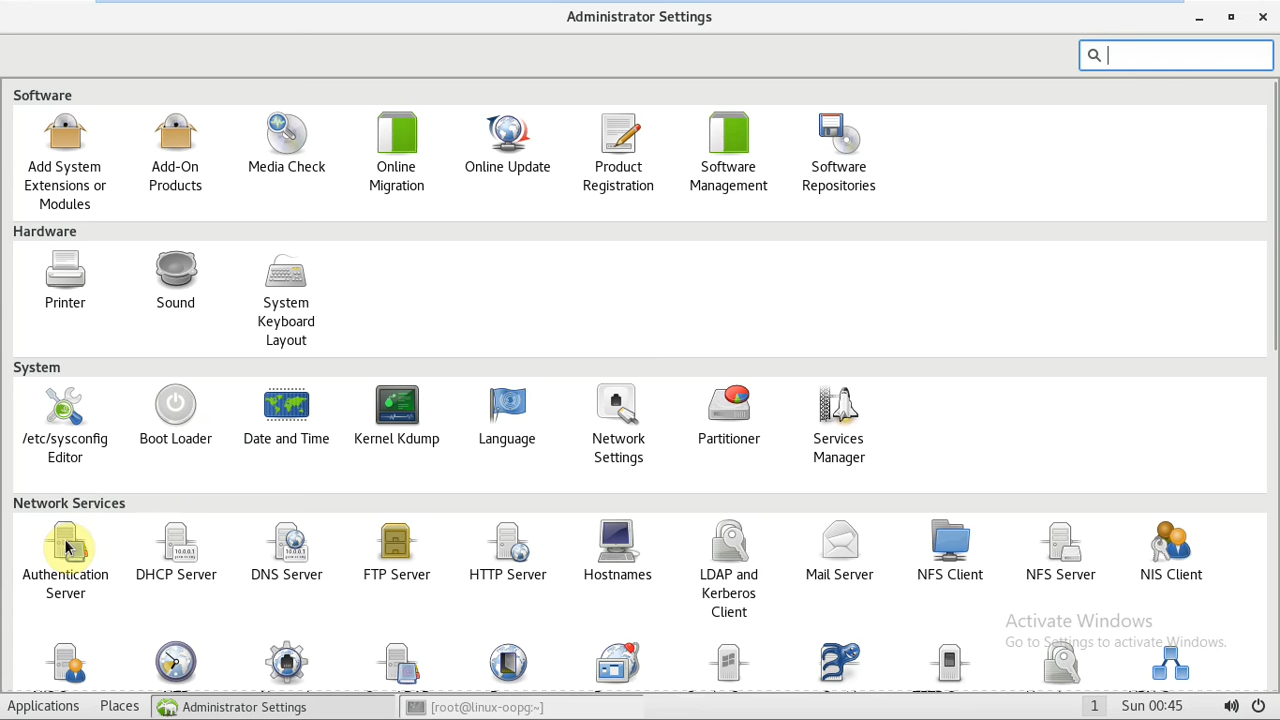 Administrator Settings
Software
Add System Extensions or Modules
Add-On Products
Media Check
Online Migration
Online Update
Product Registration
Software Management
Software Repositories
Hardware
Printer
Sound
System Keyboard Layout
System
/etc/sysconfig Editor
Boot Loader
Date and Time
Kernel Kdump
Language
Network Settings
Partitioner
Services Manager
Network Services
Authentication Server
DHCP Server
DNS Server
FTP Server
HTTP Server
Hostnames
LDAP and Kerberos Client
Mail Server
NFS Client
NFS Server
NIS Client
Activate Windows
Go to Settings to activate Windows.
Applications Places Administrator Settings [root@linux-oopg:~] 1 Sun 00:45